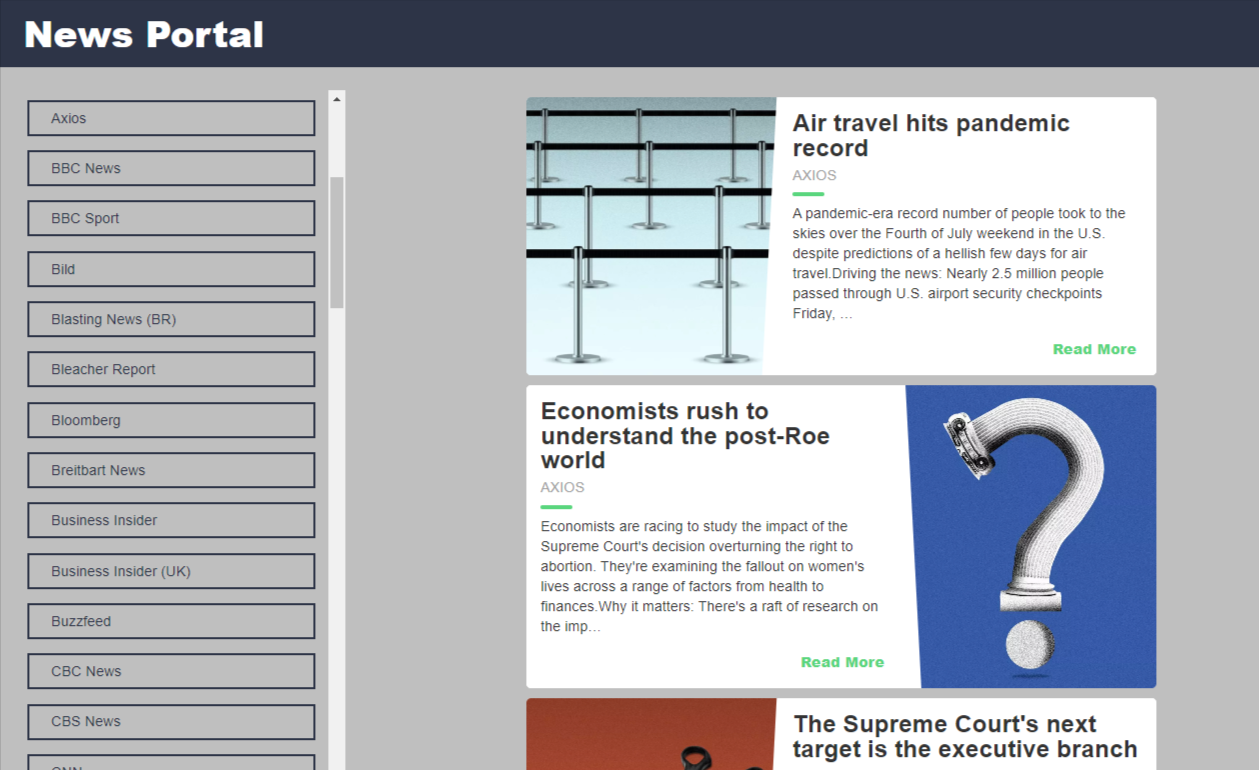 News Portal
Axios
BBC News
BBC Sport
Bild
Blasting News (BR)
Bleacher Report
Bloomberg
Breitbart News
Business Insider
Business Insider (UK)
Buzzfeed
CBC News
CBS News
Air travel hits pandemic
record
AXIOS
A pandemic-era record number of people took to the
skies over the Fourth of July weekend in the U.S.
despite predictions of a hellish few days for air
travel.Driving the news: Nearly 2.5 million people
passed through U.S. airport security checkpoints
Friday, …
Read More
Economists rush to
understand the post-Roe
world
AXIOS
Economists are racing to study the impact of the
Supreme Court's decision overturning the right to
abortion. They're examining the fallout on women's
lives across a range of factors from health to
finances.Why it matters: There's a raft of research on
the imp…
Read More
The Supreme Court's next
target is the executive branch